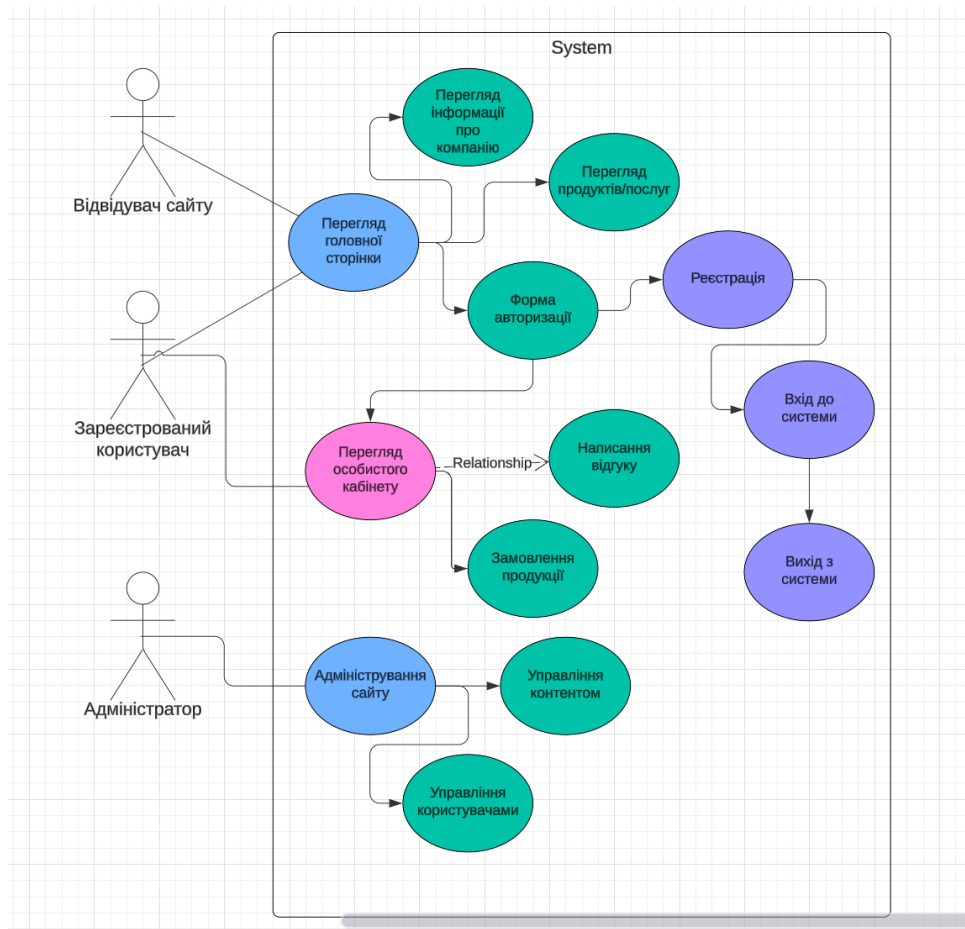 System
Перегляд
інформації
про
компанію
Перегляд
продуктів/послуг
Відвідувач сайту
Перегляд
головної
сторінки
Реєстрація
Форма
авторизації
Вхід до
системи
Зареєстрований
користувач
Перегляд
особистого
кабінету
Relationship
Написання
відгуку
Замовлення
продукції
Вихід з
системи
Адміністратор
Адміністрування
сайту
Управління
контентом
Управління
користувачами